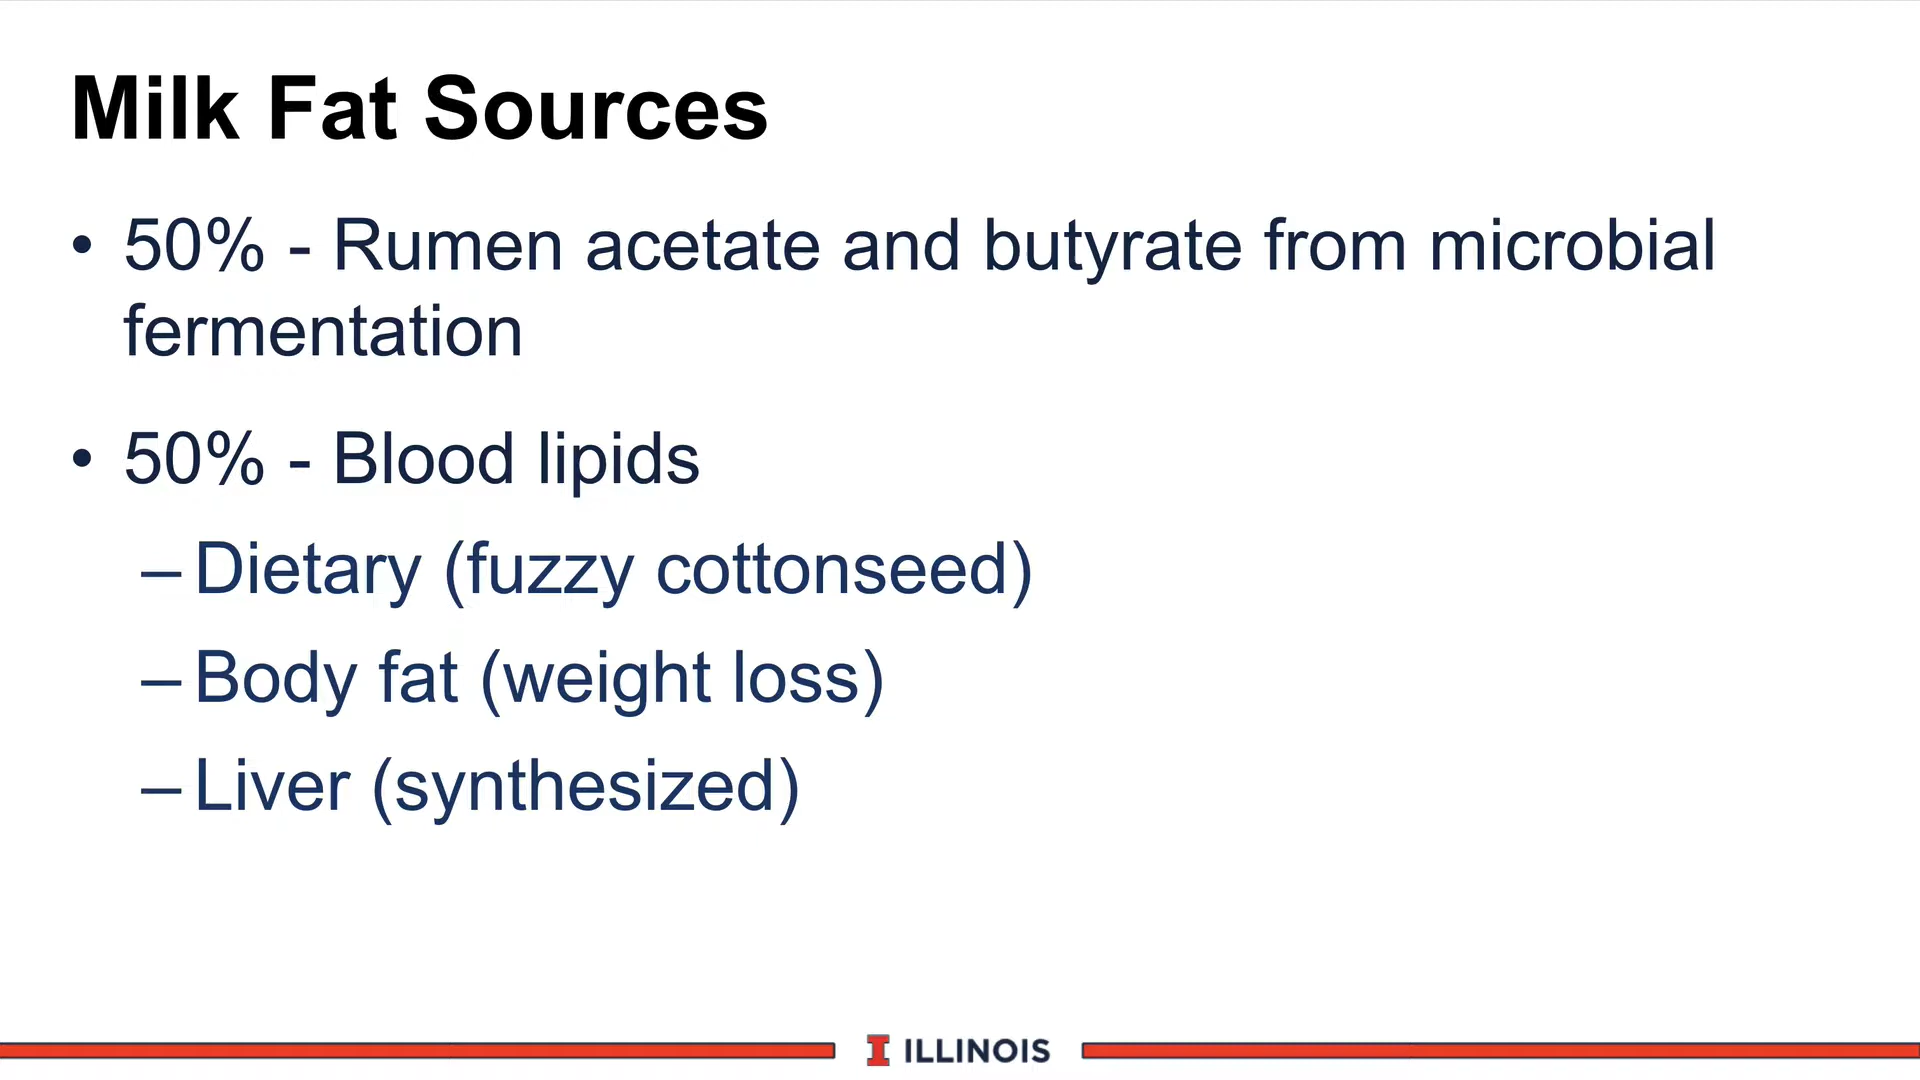 Milk Fat Sources
• 50% - Rumen acetate and butyrate from microbial
fermentation
• 50% - Blood lipids
– Dietary (fuzzy cottonseed)
– Body fat (weight loss)
– Liver (synthesized)
I ILLINOIS